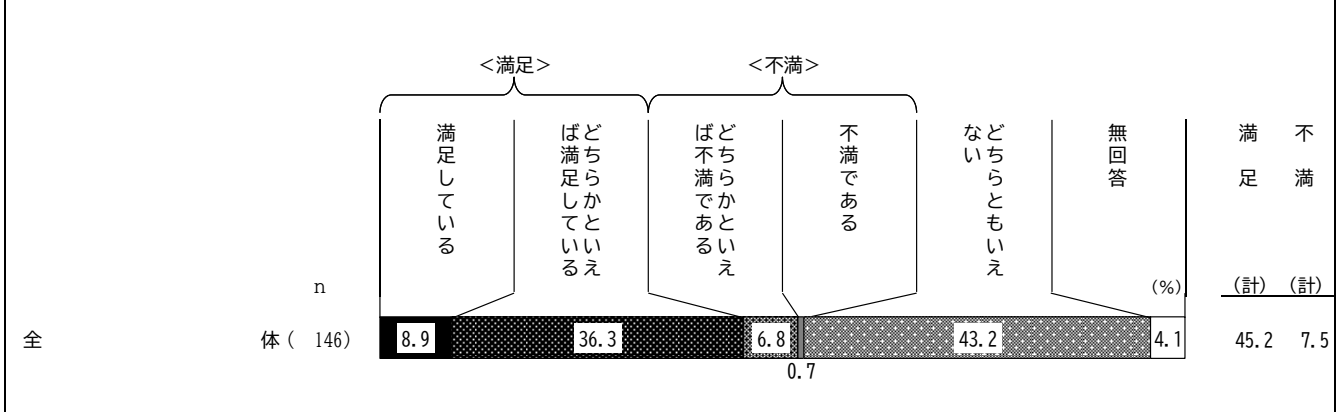 ＜満足＞
＜不満＞
満足している
どちらかといえ
ば満足している
どちらかといえ
ば不満である
不満である
どちらともいえ
ない
無回答
満足
不満
n
(%)
(計)
(計)
全体( 146)
8.9
36.3
6.8
0.7
43.2
4.1
45.2
7.5